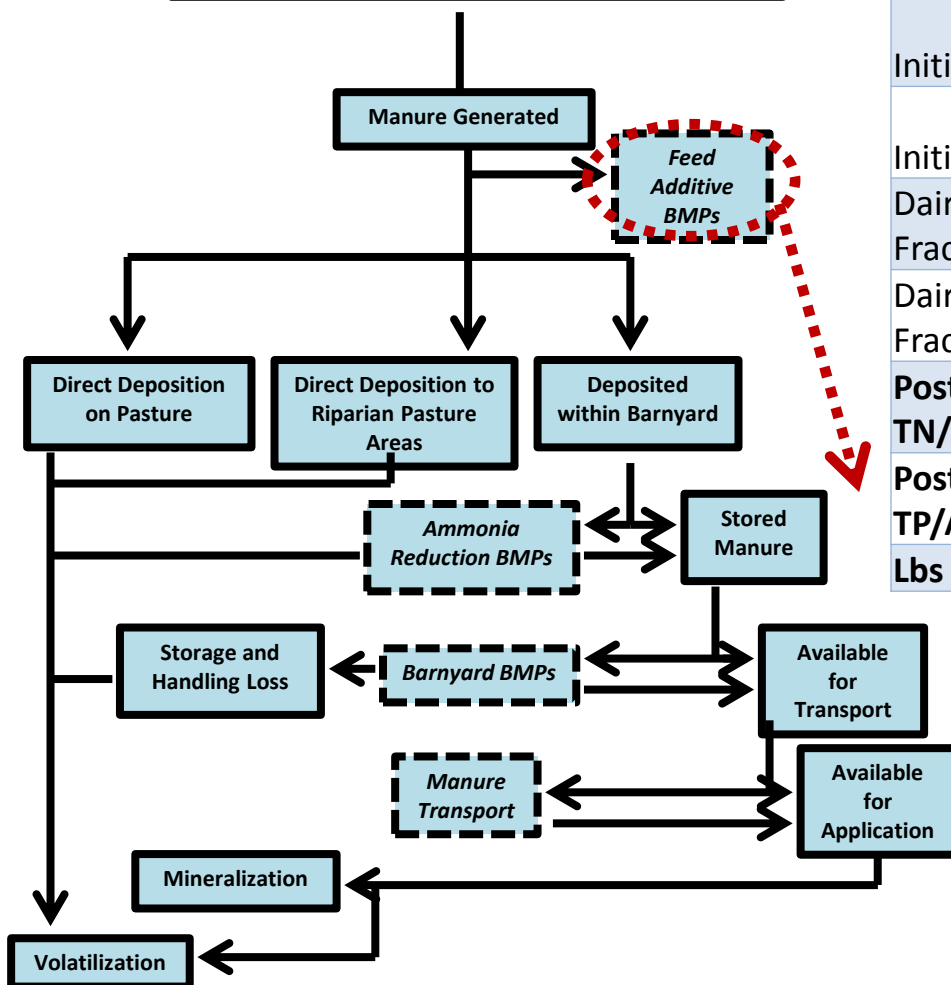 Manure Generated
Feed
Additive
BMPs
Direct Deposition
on Pasture
Direct Deposition to
Riparian Pasture
Areas
Deposited
within Barnyard
Ammonia
Reduction BMPs
Stored
Manure
Storage and
Handling Loss
Barnyard BMPs
Available
for
Transport
Manure
Transport
Available
for
Application
Mineralization
Volatilization
Initi
Initi
Dair
Frac
Dair
Frac
Post
TN/
Post
TP/A
Lbs